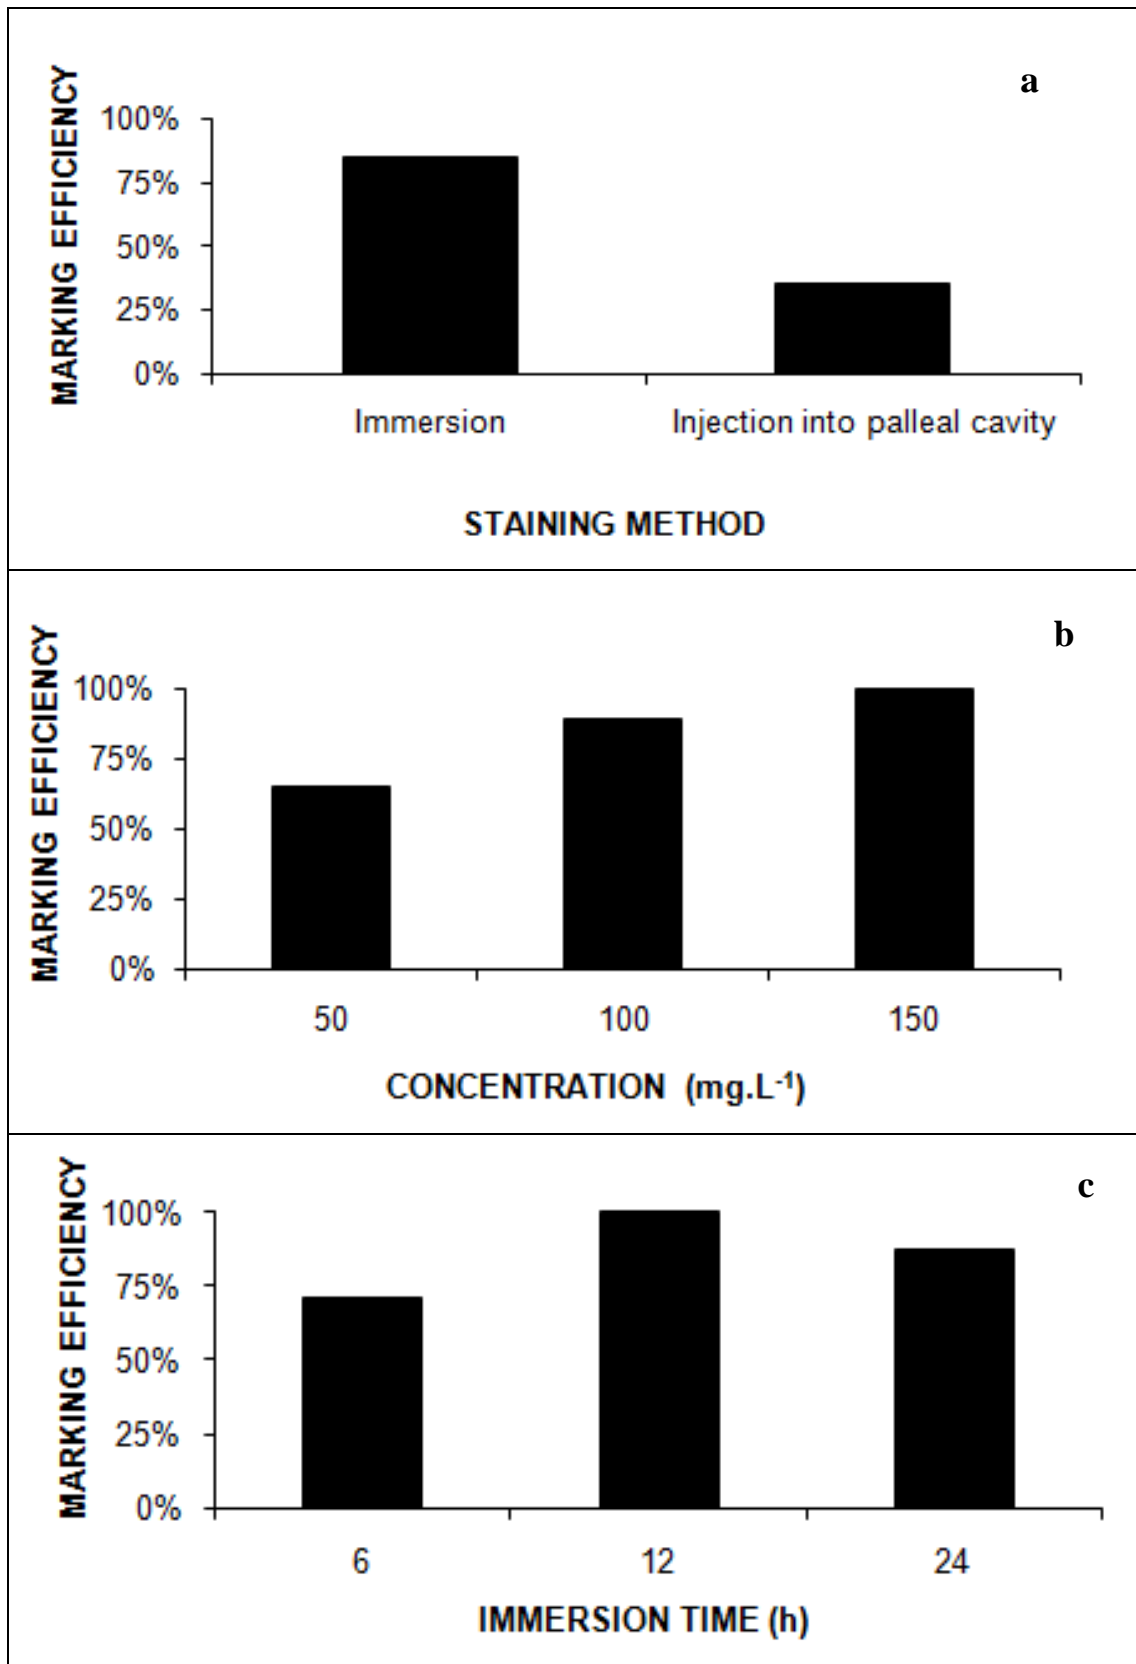 a
MARKING EFFICIENCY
100%
75%
50%
25%
0%
Immersion
Injection into palleal cavity
STAINING METHOD
b
MARKING EFFICIENCY
100%
75%
50%
25%
0%
50
100
150
CONCENTRATION (mg.L⁻¹)
c
MARKING EFFICIENCY
100%
75%
50%
25%
0%
6
12
24
IMMERSION TIME (h)